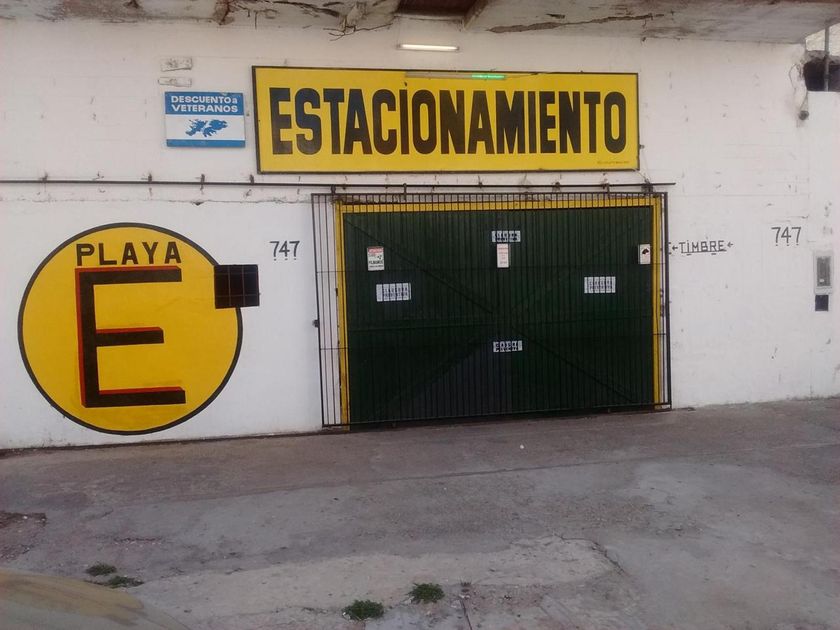 DESCUENTO a
VETERANOS
ESTACIONAMIENTO
PLAYA
E
747
←TIMBRE←
747